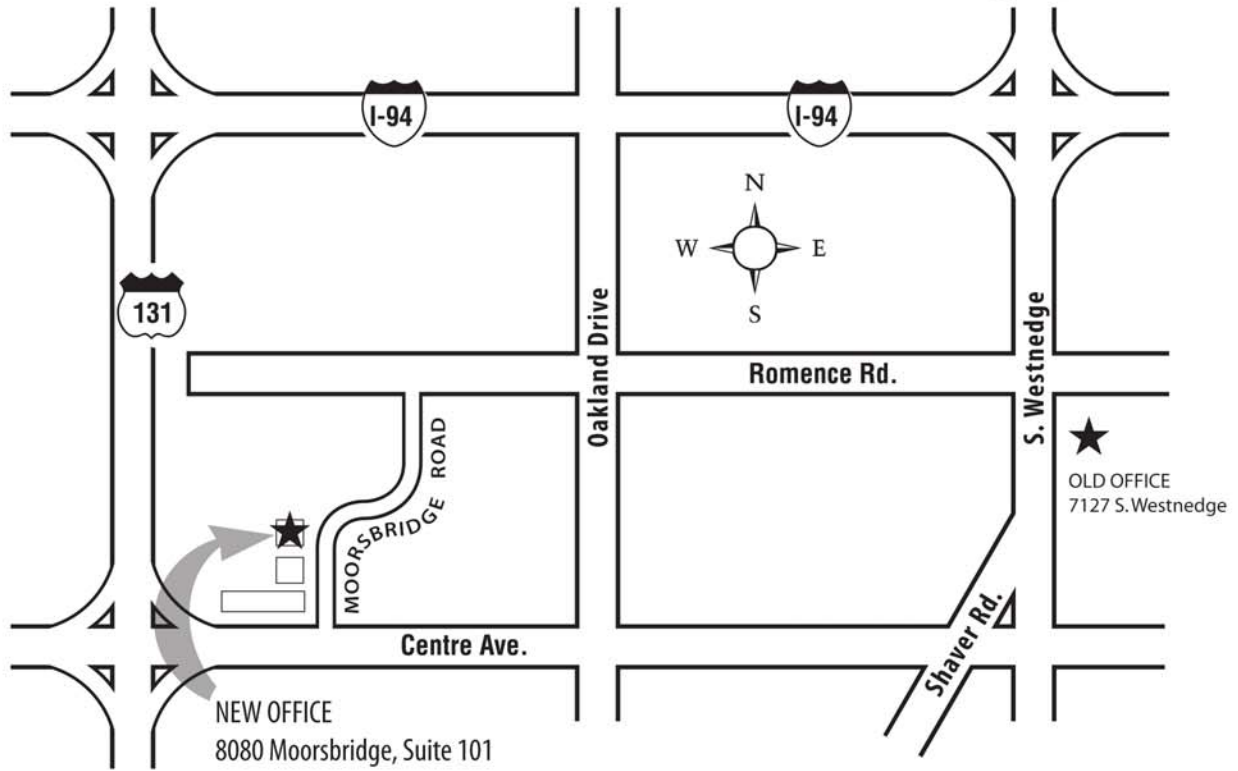 I-94
I-94
N
W E
S
131
Oakland Drive
S. Westnedge
Romence Rd.
MOORSBRIDGE ROAD
OLD OFFICE
7127 S. Westnedge
Centre Ave.
Shaver Rd.
NEW OFFICE
8080 Moorsbridge, Suite 101